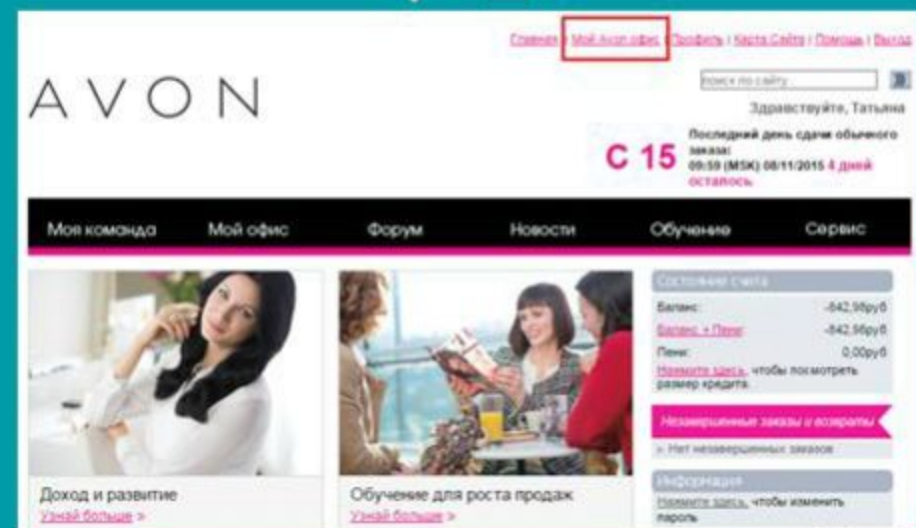 Главная | Мой Avon офис | Профиль | Карта Сайта | Помощь | Выход
AVON
поиск по сайту
Здравствуйте, Татьяна
С 15
Последний день сдачи обычного
заказа:
09:59 (MSK) 08/11/2015 4 дней
осталось
Моя команда Мой офис Форум Новости Обучение Сервис
Состояние счета
Баланс: -842,96руб
Баланс + Пени: -842,96руб
Пени: 0,00руб
Нажмите здесь, чтобы посмотреть
размер кредита.
Незавершенные заказы и возвраты
» Нет незавершенных заказов
Информация
Нажмите здесь, чтобы изменить
пароль
Доход и развитие
Узнай больше »
Обучение для роста продаж
Узнай больше »